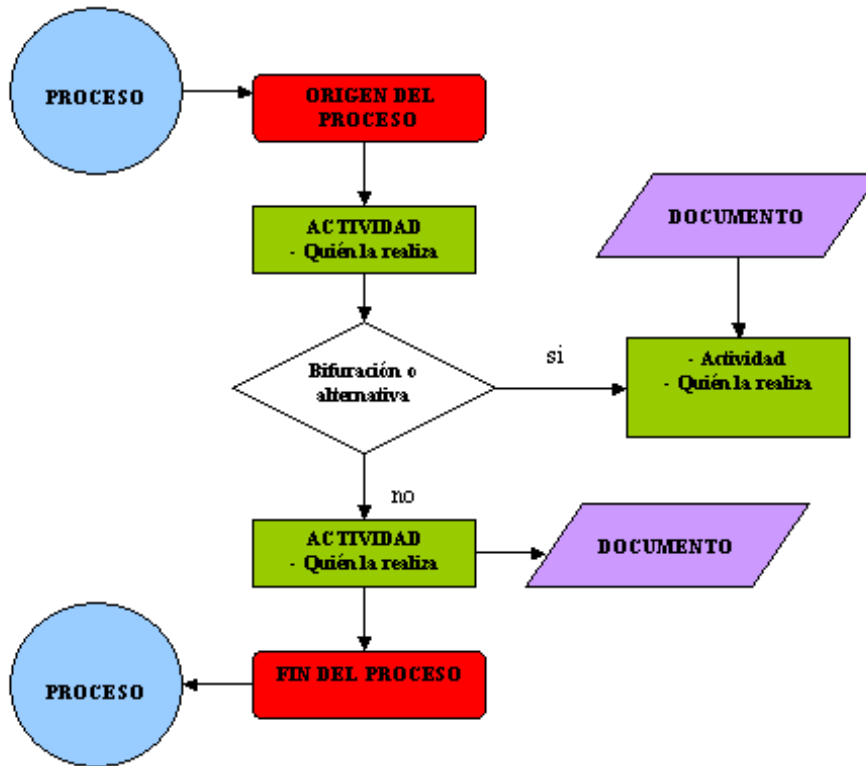 PROCESO
ORIGEN DEL
PROCESO
ACTIVIDAD
- Quién la realiza
DOCUMENTO
Bifuración o
alternativa
si
- Actividad
- Quién la realiza
no
ACTIVIDAD
- Quién la realiza
DOCUMENTO
FIN DEL PROCESO
PROCESO